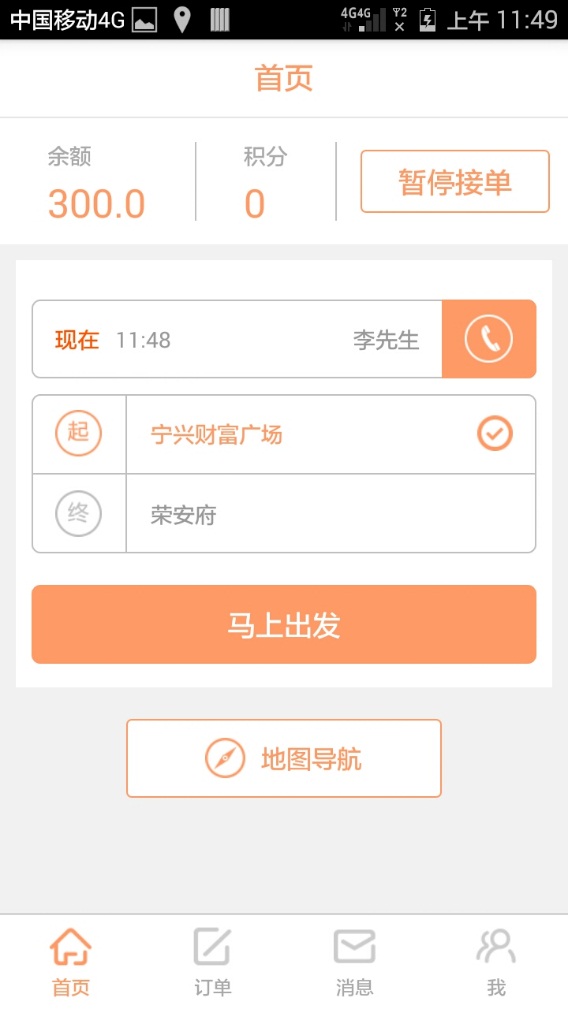 中国移动4G 4G4G 上午 11:49
首页
余额 积分
300.0 0 暂停接单
现在 11:48 李先生
起 宁兴财富广场
终 荣安府
马上出发
地图导航
首页 订单 消息 我